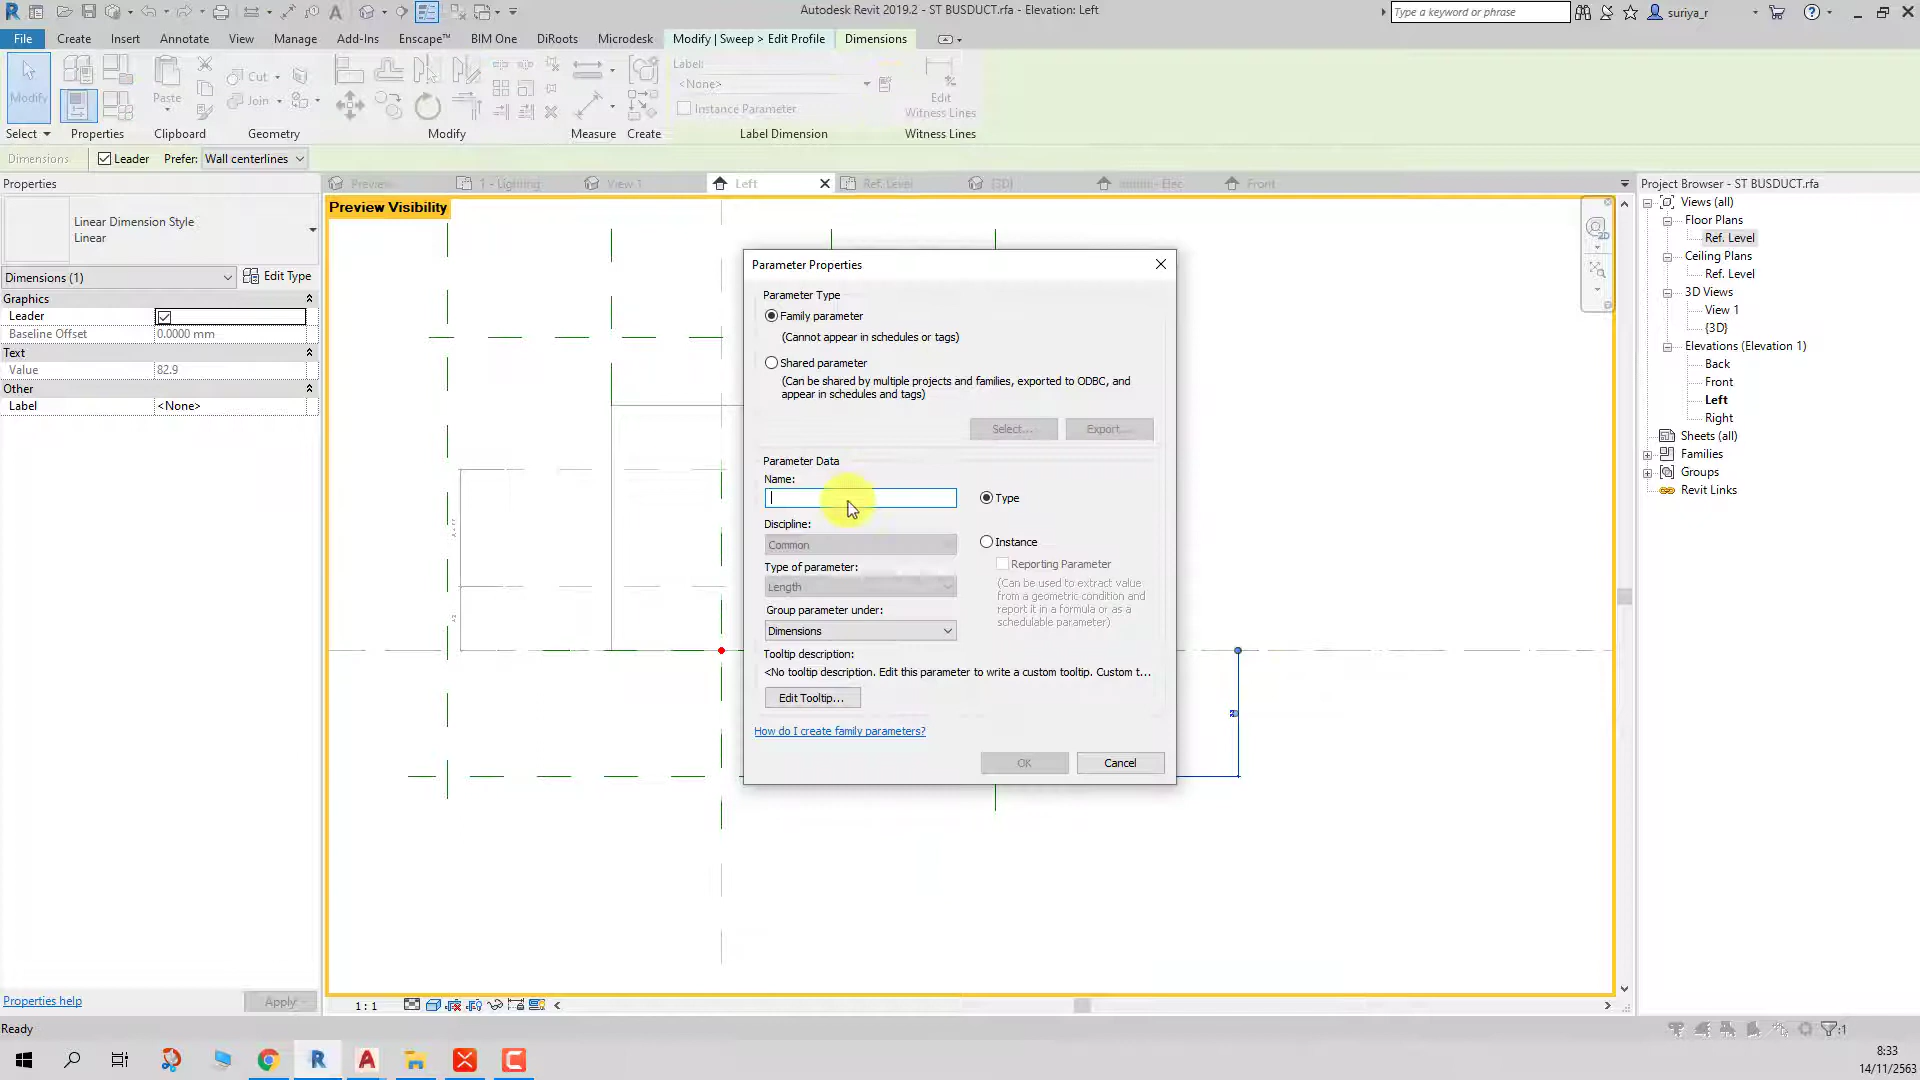 Autodesk Revit 2019.2 - ST BUSDUCT.rfa - Elevation: Left
Type a keyword or phrase
suriya_r
File Create Insert Annotate View Manage Add-Ins Enscape™ BIM One DiRoots Microdesk Modify | Sweep > Edit Profile Dimensions
Modify
Paste
Cut
Join
Label:
<None>
Instance Parameter
Edit
Witness Lines
Select Properties Clipboard Geometry Modify Measure Create Label Dimension Witness Lines
Dimensions Leader Prefer: Wall centerlines
Properties
1 - Lighting View 1 Left Ref. Level {3D} Front
Project Browser - ST BUSDUCT.rfa
Linear Dimension Style
Linear
Dimensions (1) Edit Type
Graphics
Leader
Baseline Offset 0.0000 mm
Text
Value 82.9
Other
Label <None>
Properties help Apply
Preview Visibility
Parameter Properties
Parameter Type
Family parameter
(Cannot appear in schedules or tags)
Shared parameter
(Can be shared by multiple projects and families, exported to ODBC, and
appear in schedules and tags)
Select... Export...
Parameter Data
Name:
Type
Discipline:
Common
Instance
Type of parameter:
Reporting Parameter
Length
(Can be used to extract value
from a geometric condition and
report it in a formula or as a
schedulable parameter)
Group parameter under:
Dimensions
Tooltip description:
<No tooltip description. Edit this parameter to write a custom tooltip. Custom t...
Edit Tooltip...
How do I create family parameters?
OK Cancel
Views (all)
Floor Plans
Ref. Level
Ceiling Plans
Ref. Level
3D Views
View 1
{3D}
Elevations (Elevation 1)
Back
Front
Left
Right
Sheets (all)
Families
Groups
Revit Links
1 : 1
Ready
:1
8:33
14/11/2563